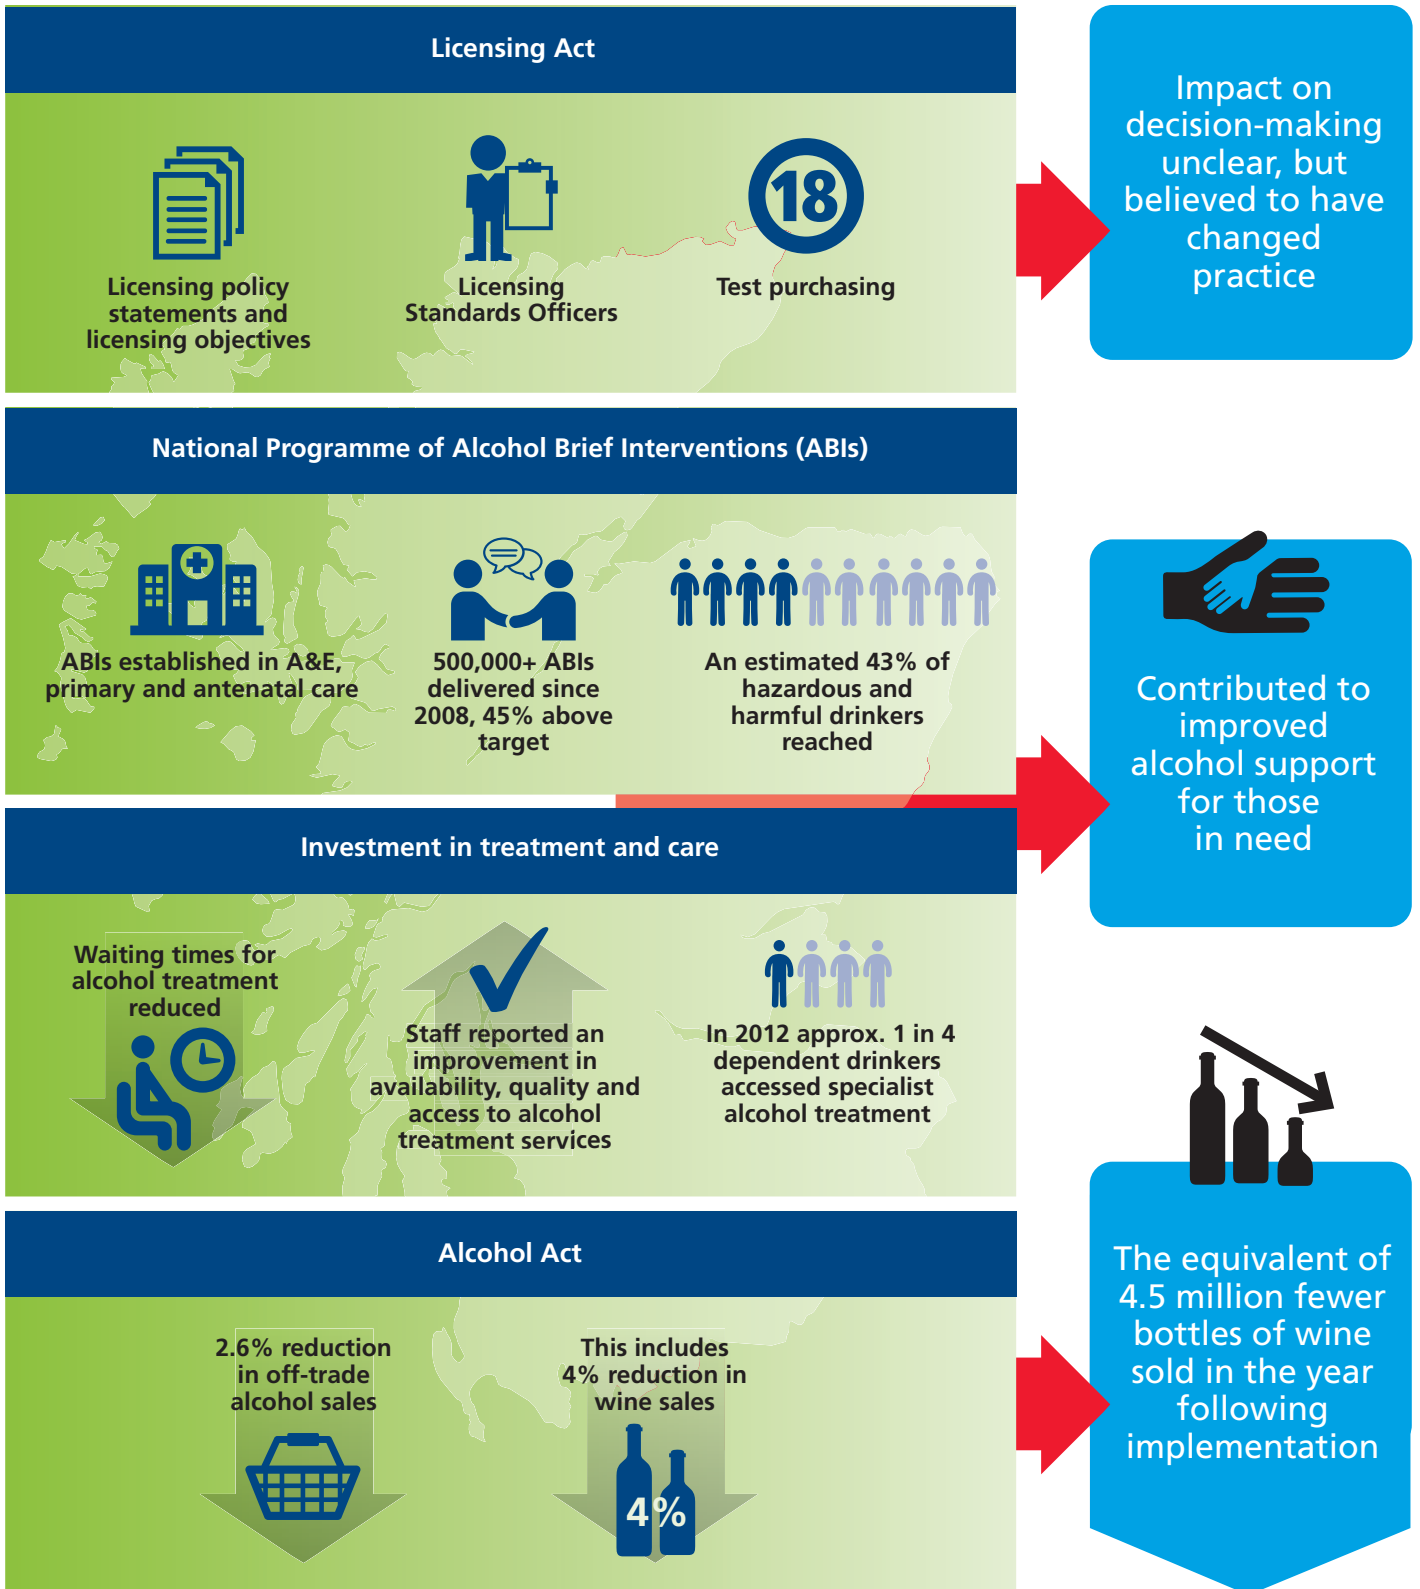 Licensing Act
Licensing policy
statements and
licensing objectives
Licensing
Standards Officers
18
Test purchasing
Impact on
decision-making
unclear, but
believed to have
changed
practice
National Programme of Alcohol Brief Interventions (ABIs)
ABIs established in A&E,
primary and antenatal care
500,000+ ABIs
delivered since
2008, 45% above
target
An estimated 43% of
hazardous and
harmful drinkers
reached
Contributed to
improved
alcohol support
for those
in need
Investment in treatment and care
Waiting times for
alcohol treatment
reduced
Staff reported an
improvement in
availability, quality and
access to alcohol
treatment services
In 2012 approx. 1 in 4
dependent drinkers
accessed specialist
alcohol treatment
Alcohol Act
2.6% reduction
in off-trade
alcohol sales
This includes
4% reduction in
wine sales
4%
The equivalent of
4.5 million fewer
bottles of wine
sold in the year
following
implementation